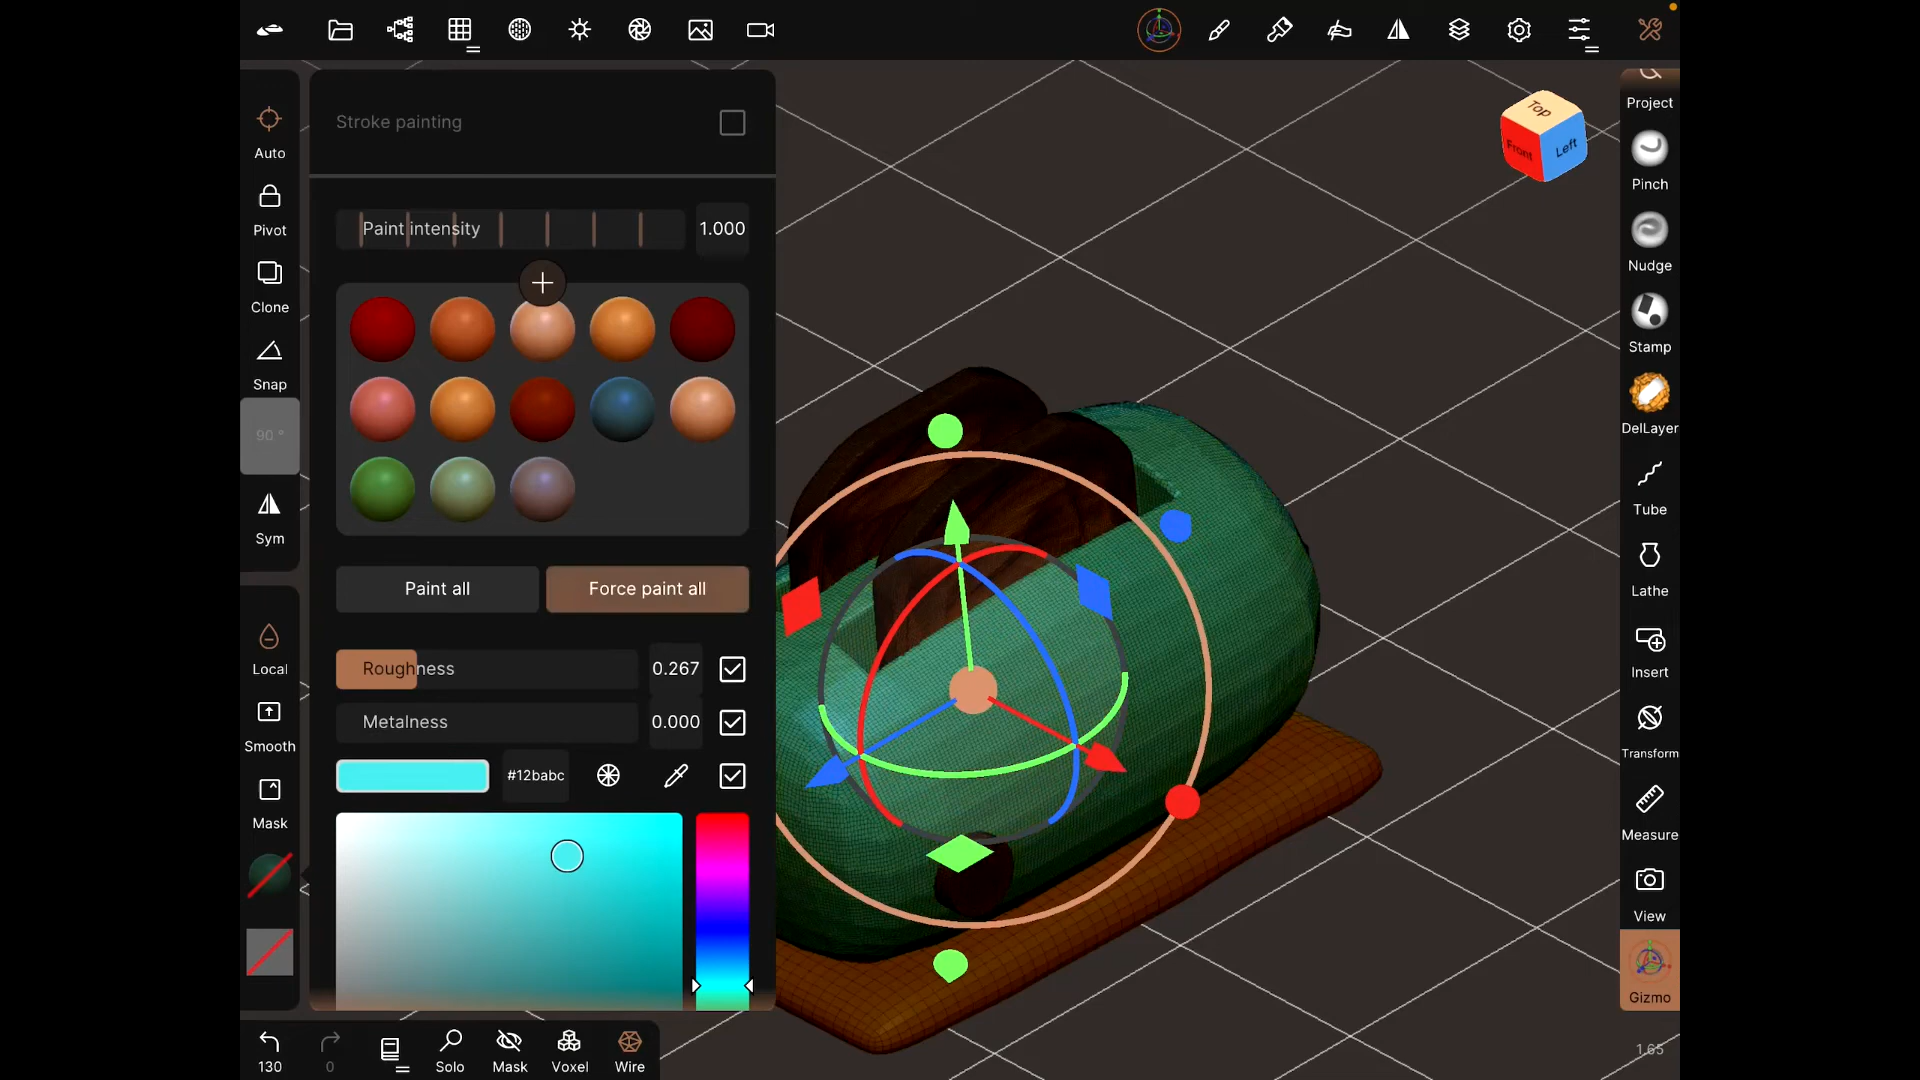 Auto
Pivot
Clone
Snap
90 °
Sym
Local
Smooth
Mask
Stroke painting
Paint intensity 1.000
Paint all Force paint all
Roughness 0.267
Metalness 0.000
#12babc
Top
Front Left
Project
Pinch
Nudge
Stamp
DelLayer
Tube
Lathe
Insert
Transform
Measure
View
Gizmo
1.65
130 0 Solo Mask Voxel Wire